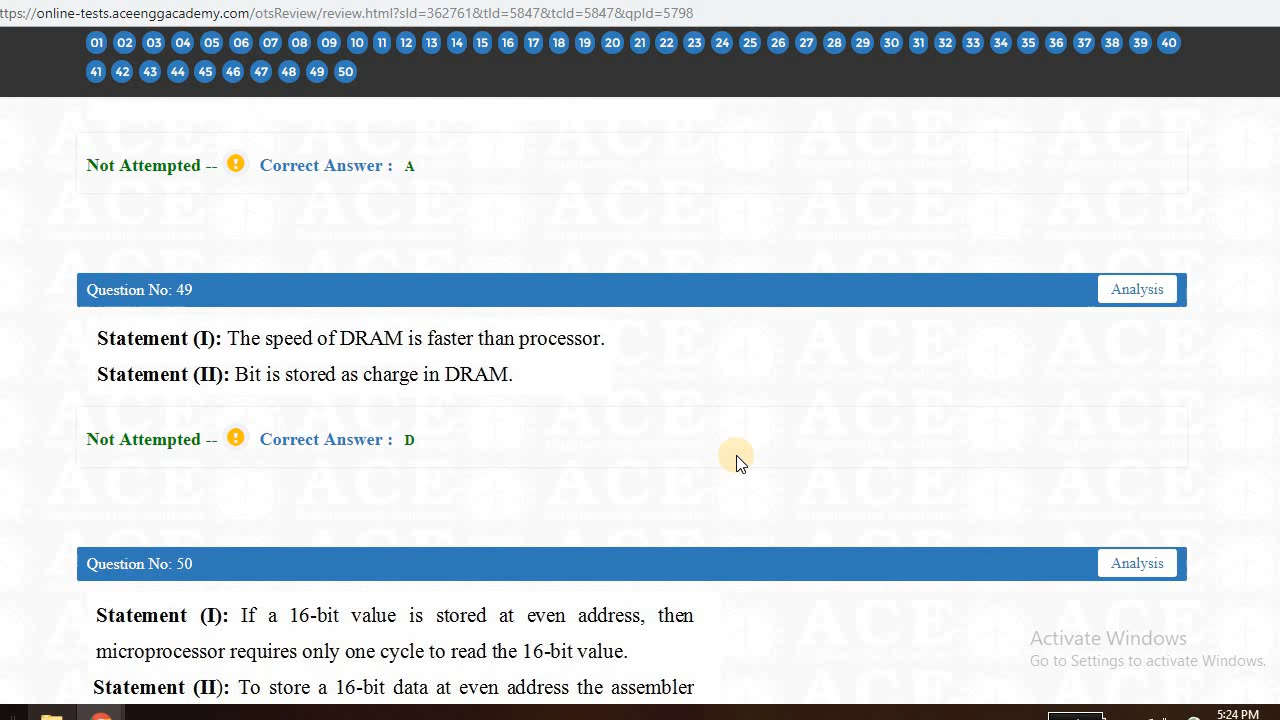 ttps://online-tests.aceenggacademy.com/otsReview/review.html?sId=362761&tId=5847&tcId=5847&qpId=5798
01 02 03 04 05 06 07 08 09 10 11 12 13 14 15 16 17 18 19 20 21 22 23 24 25 26 27 28 29 30 31 32 33 34 35 36 37 38 39 40
41 42 43 44 45 46 47 48 49 50
Not Attempted -- Correct Answer : A
Question No: 49 Analysis
Statement (I): The speed of DRAM is faster than processor.
Statement (II): Bit is stored as charge in DRAM.
Not Attempted -- Correct Answer : D
Question No: 50 Analysis
Statement (I): If a 16-bit value is stored at even address, then
microprocessor requires only one cycle to read the 16-bit value.
Statement (II): To store a 16-bit data at even address the assembler
Activate Windows
Go to Settings to activate Windows.
5:24 PM